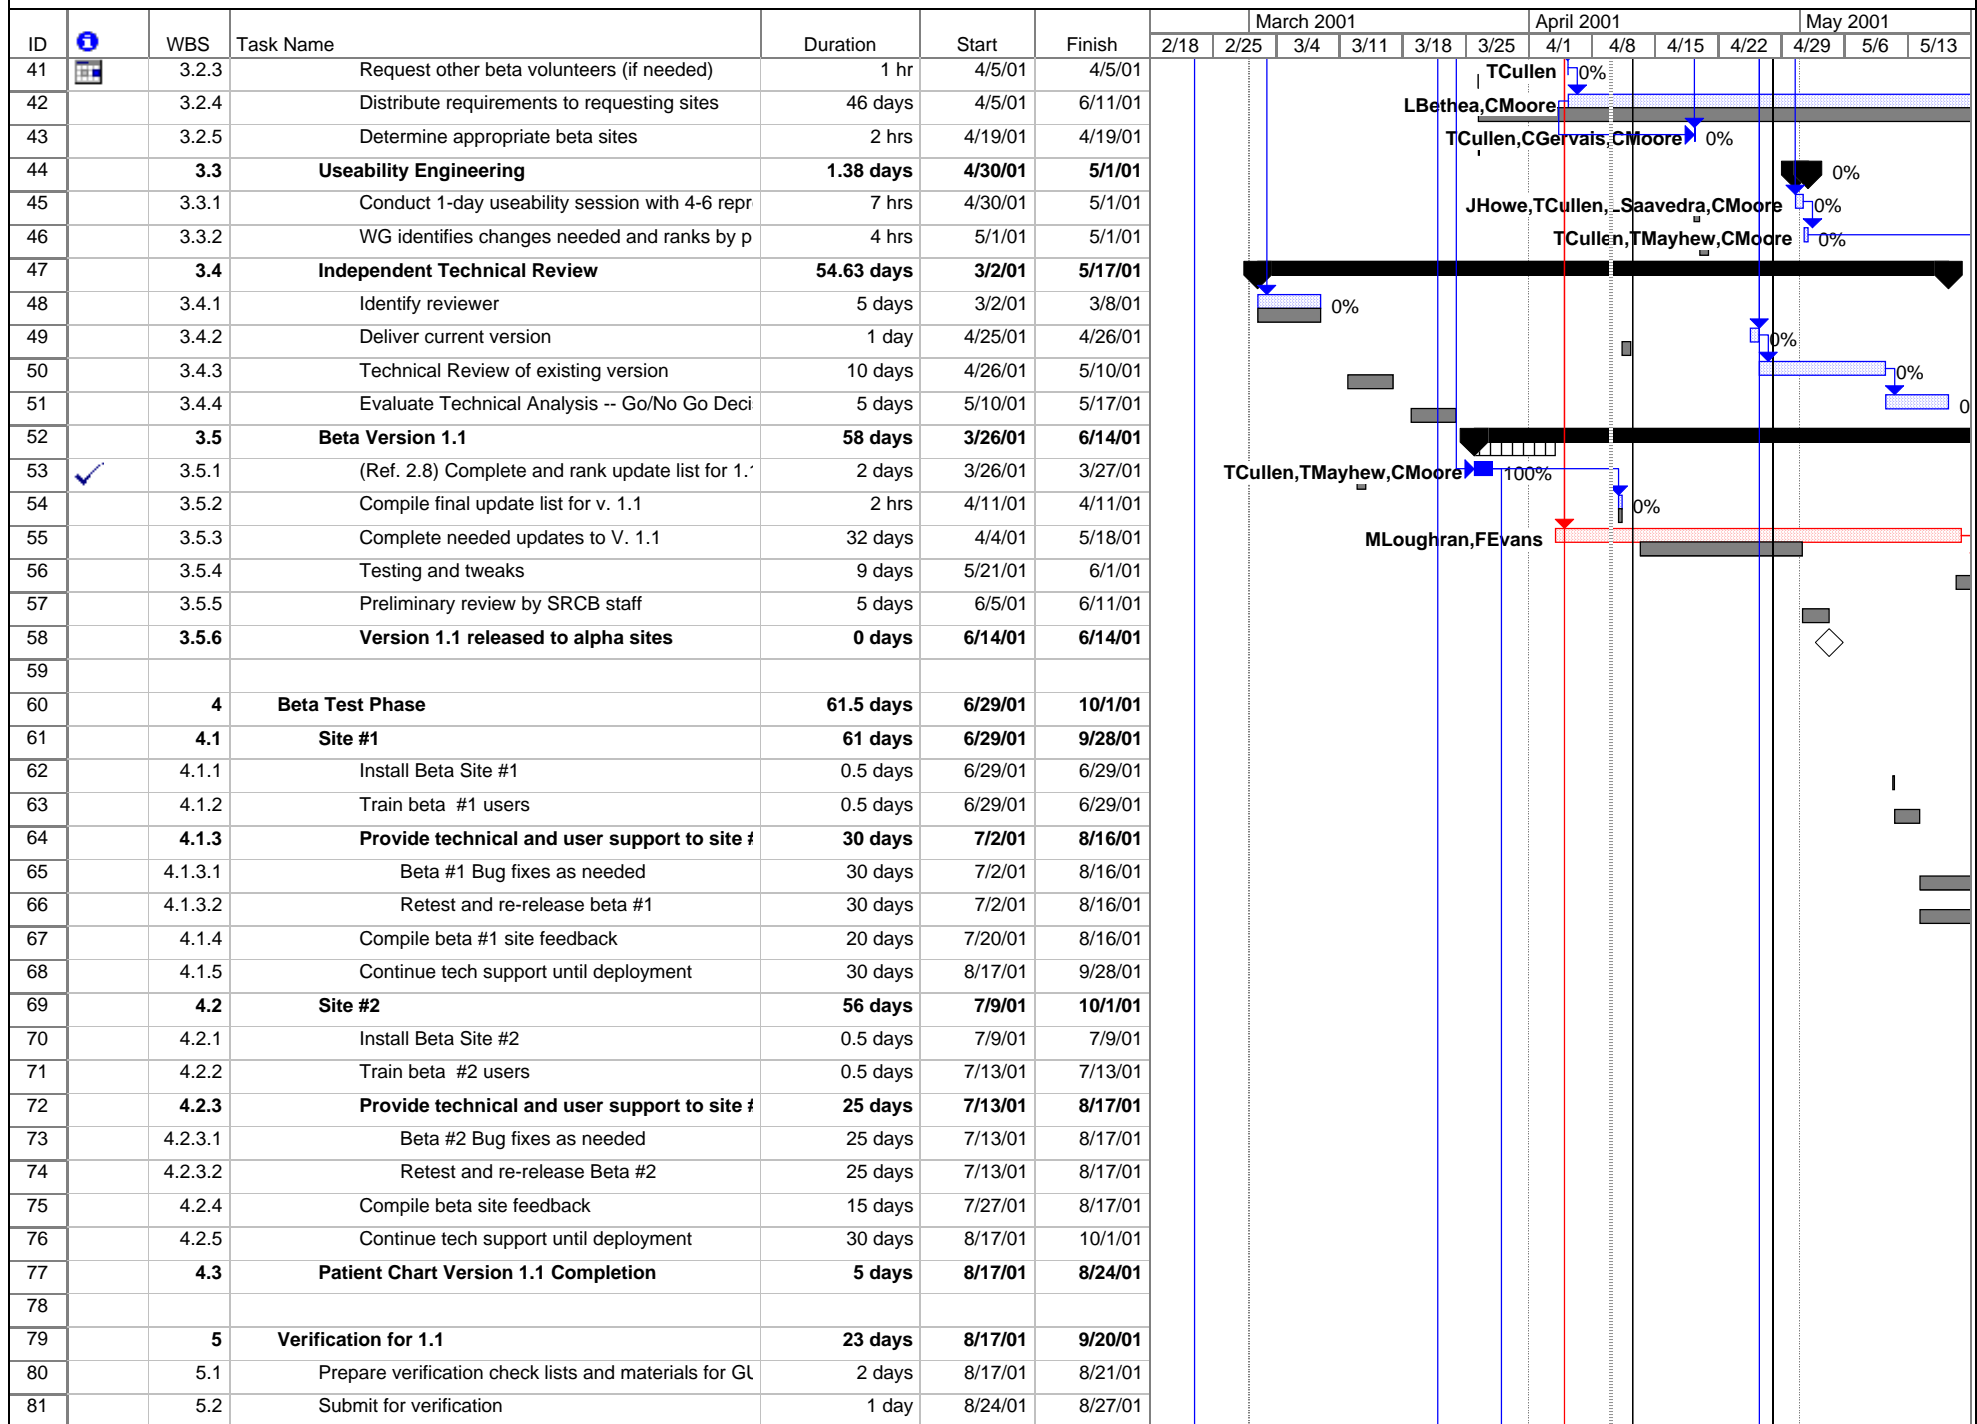 March 2001 April 2001 May 2001
ID WBS Task Name Duration Start Finish 2/18 2/25 3/4 3/11 3/18 3/25 4/1 4/8 4/15 4/22 4/29 5/6 5/13
41 3.2.3 Request other beta volunteers (if needed) 1 hr 4/5/01 4/5/01 TCullen 0%
42 3.2.4 Distribute requirements to requesting sites 46 days 4/5/01 6/11/01 LBethea,CMoore
43 3.2.5 Determine appropriate beta sites 2 hrs 4/19/01 4/19/01 TCullen,CGervais,CMoore 0%
44 3.3 Useability Engineering 1.38 days 4/30/01 5/1/01 0%
45 3.3.1 Conduct 1-day useability session with 4-6 repr 7 hrs 4/30/01 5/1/01 JHowe,TCullen,LSaavedra,CMoore 0%
46 3.3.2 WG identifies changes needed and ranks by p 4 hrs 5/1/01 5/1/01 TCullen,TMayhew,CMoore 0%
47 3.4 Independent Technical Review 54.63 days 3/2/01 5/17/01
48 3.4.1 Identify reviewer 5 days 3/2/01 3/8/01 0%
49 3.4.2 Deliver current version 1 day 4/25/01 4/26/01 0%
50 3.4.3 Technical Review of existing version 10 days 4/26/01 5/10/01 0%
51 3.4.4 Evaluate Technical Analysis -- Go/No Go Deci 5 days 5/10/01 5/17/01 0
52 3.5 Beta Version 1.1 58 days 3/26/01 6/14/01
53 3.5.1 (Ref. 2.8) Complete and rank update list for 1.1 2 days 3/26/01 3/27/01 TCullen,TMayhew,CMoore 100%
54 3.5.2 Compile final update list for v. 1.1 2 hrs 4/11/01 4/11/01 0%
55 3.5.3 Complete needed updates to V. 1.1 32 days 4/4/01 5/18/01 MLoughran,FEvans
56 3.5.4 Testing and tweaks 9 days 5/21/01 6/1/01
57 3.5.5 Preliminary review by SRCB staff 5 days 6/5/01 6/11/01
58 3.5.6 Version 1.1 released to alpha sites 0 days 6/14/01 6/14/01
59
60 4 Beta Test Phase 61.5 days 6/29/01 10/1/01
61 4.1 Site #1 61 days 6/29/01 9/28/01
62 4.1.1 Install Beta Site #1 0.5 days 6/29/01 6/29/01
63 4.1.2 Train beta #1 users 0.5 days 6/29/01 6/29/01
64 4.1.3 Provide technical and user support to site # 30 days 7/2/01 8/16/01
65 4.1.3.1 Beta #1 Bug fixes as needed 30 days 7/2/01 8/16/01
66 4.1.3.2 Retest and re-release beta #1 30 days 7/2/01 8/16/01
67 4.1.4 Compile beta #1 site feedback 20 days 7/20/01 8/16/01
68 4.1.5 Continue tech support until deployment 30 days 8/17/01 9/28/01
69 4.2 Site #2 56 days 7/9/01 10/1/01
70 4.2.1 Install Beta Site #2 0.5 days 7/9/01 7/9/01
71 4.2.2 Train beta #2 users 0.5 days 7/13/01 7/13/01
72 4.2.3 Provide technical and user support to site # 25 days 7/13/01 8/17/01
73 4.2.3.1 Beta #2 Bug fixes as needed 25 days 7/13/01 8/17/01
74 4.2.3.2 Retest and re-release Beta #2 25 days 7/13/01 8/17/01
75 4.2.4 Compile beta site feedback 15 days 7/27/01 8/17/01
76 4.2.5 Continue tech support until deployment 30 days 8/17/01 10/1/01
77 4.3 Patient Chart Version 1.1 Completion 5 days 8/17/01 8/24/01
78
79 5 Verification for 1.1 23 days 8/17/01 9/20/01
80 5.1 Prepare verification check lists and materials for GU 2 days 8/17/01 8/21/01
81 5.2 Submit for verification 1 day 8/24/01 8/27/01